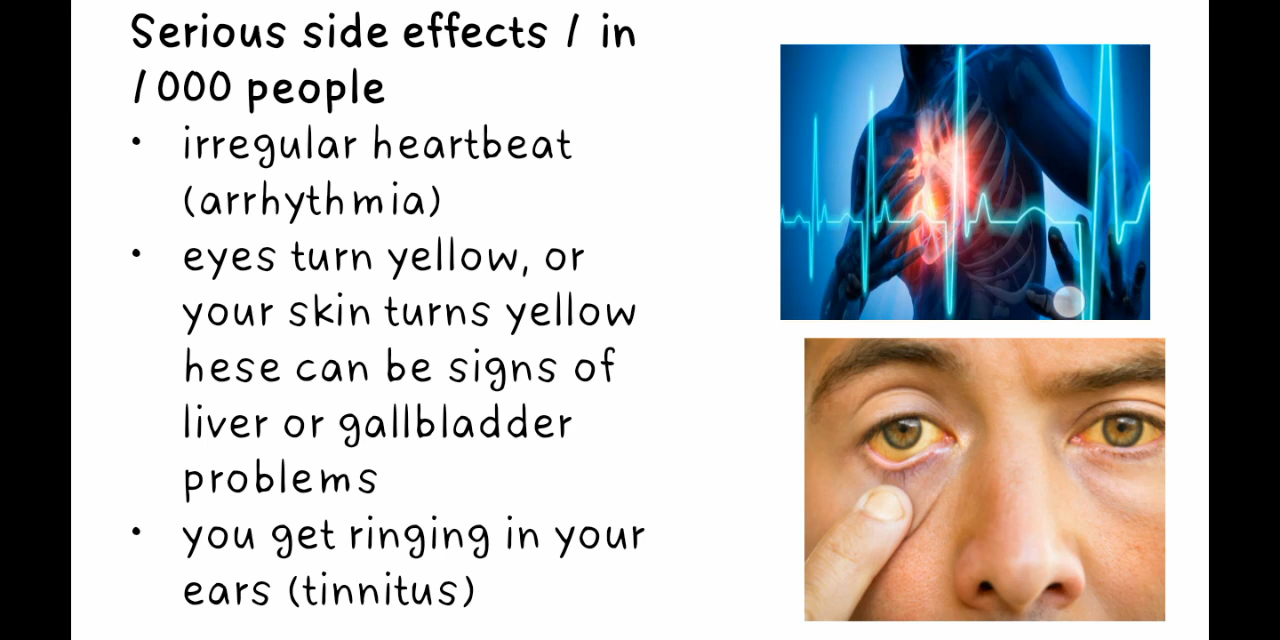 Serious side effects 1 in
1000 people
• irregular heartbeat
(arrhythmia)
• eyes turn yellow, or
your skin turns yellow
hese can be signs of
liver or gallbladder
problems
• you get ringing in your
ears (tinnitus)